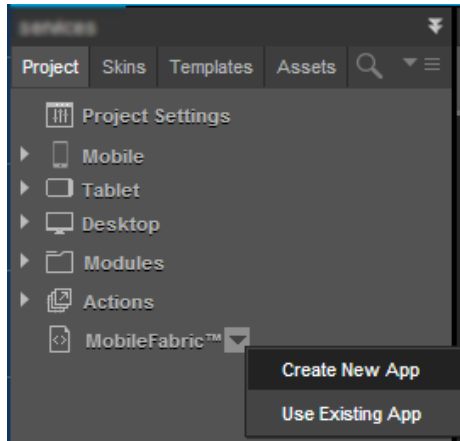 Project Skins Templates Assets
Project Settings
Mobile
Tablet
Desktop
Modules
Actions
MobileFabric™
Create New App
Use Existing App